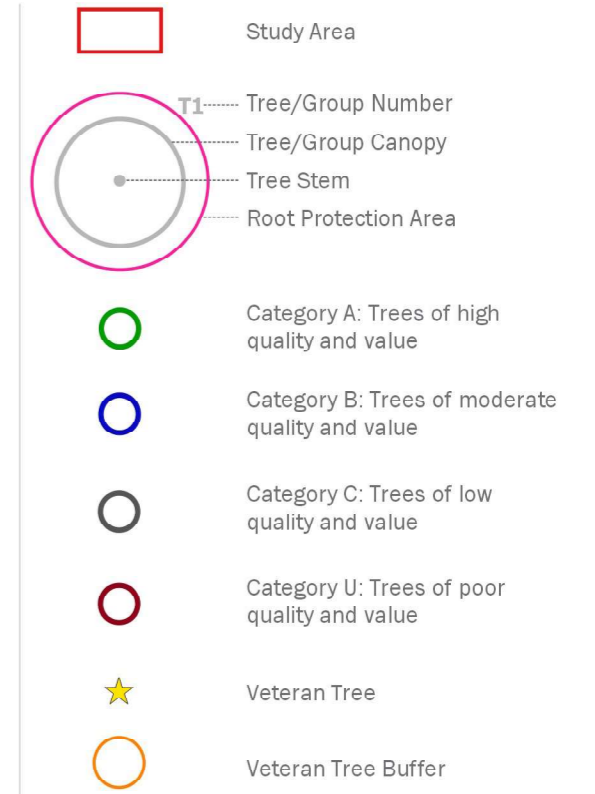 Study Area
T1
Tree/Group Number
Tree/Group Canopy
Tree Stem
Root Protection Area
Category A: Trees of high
quality and value
Category B: Trees of moderate
quality and value
Category C: Trees of low
quality and value
Category U: Trees of poor
quality and value
Veteran Tree
Veteran Tree Buffer